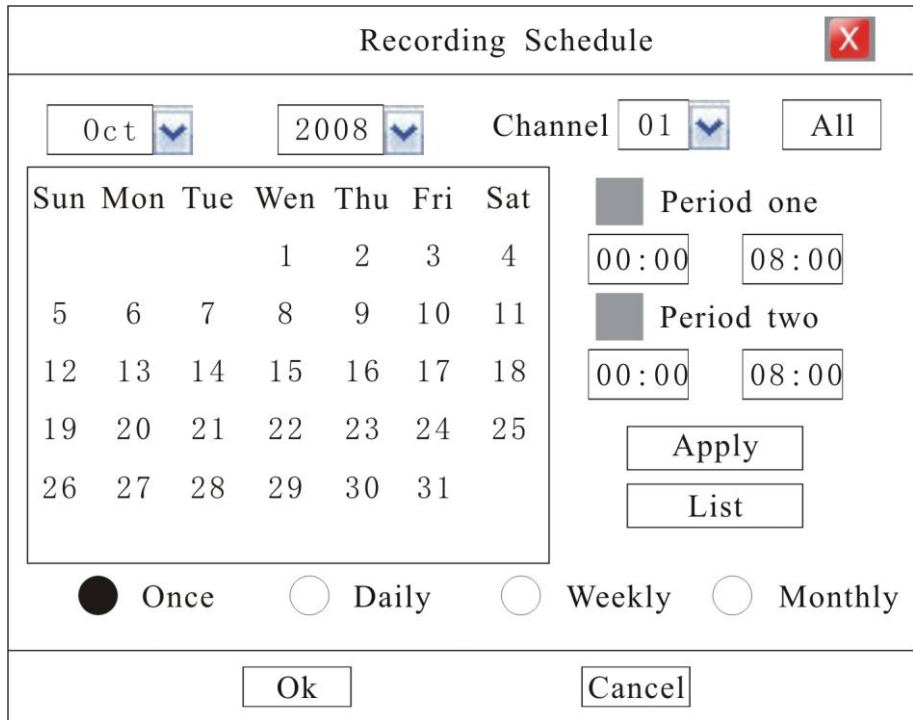 Recording Schedule X
Oct 2008 Channel 01 All
Sun Mon Tue Wen Thu Fri Sat
1 2 3 4
5 6 7 8 9 10 11
12 13 14 15 16 17 18
19 20 21 22 23 24 25
26 27 28 29 30 31
Period one
00:00 08:00
Period two
00:00 08:00
Apply
List
Once Daily Weekly Monthly
Ok Cancel